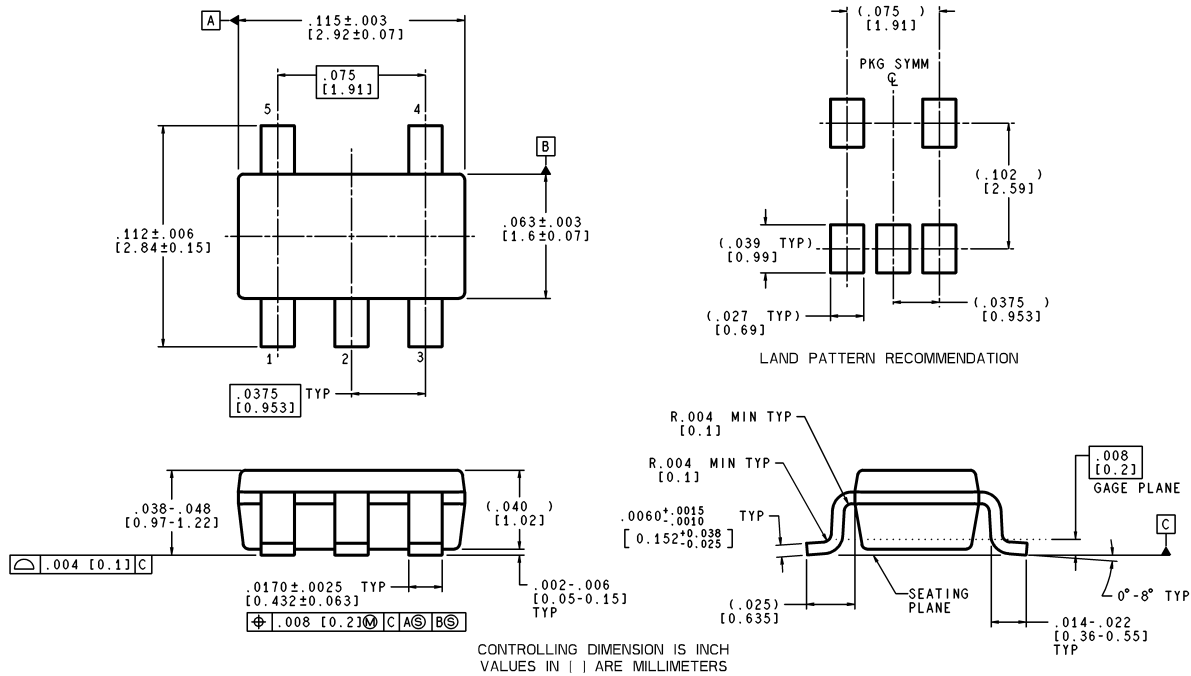 A
.115±.003
[2.92±0.07]
.075
[1.91]
5
4
B
.112±.006
[2.84±0.15]
.063±.003
[1.6±0.07]
1
2
3
.0375 TYP
[0.953]
(.075 )
[1.91]
PKG SYMM
℄
(.102 )
[2.59]
(.039 TYP)
[0.99]
(.027 TYP)
[0.69]
(.0375 )
[0.953]
LAND PATTERN RECOMMENDATION
.038-.048
[0.97-1.22]
(.040 )
[1.02]
⌓ .004 [0.1] C
.0170±.0025 TYP
[0.432±0.063]
⌖ .008 [0.2]Ⓜ C AⓈ BⓈ
.002-.006
[0.05-0.15]
TYP
R.004 MIN TYP
[0.1]
R.004 MIN TYP
[0.1]
.0060+.0015-.0010 TYP
[0.152+0.038-0.025]
.008
[0.2]
GAGE PLANE
C
SEATING
PLANE
(.025)
[0.635]
0°-8° TYP
.014-.022
[0.36-0.55]
TYP
CONTROLLING DIMENSION IS INCH
VALUES IN [ ] ARE MILLIMETERS